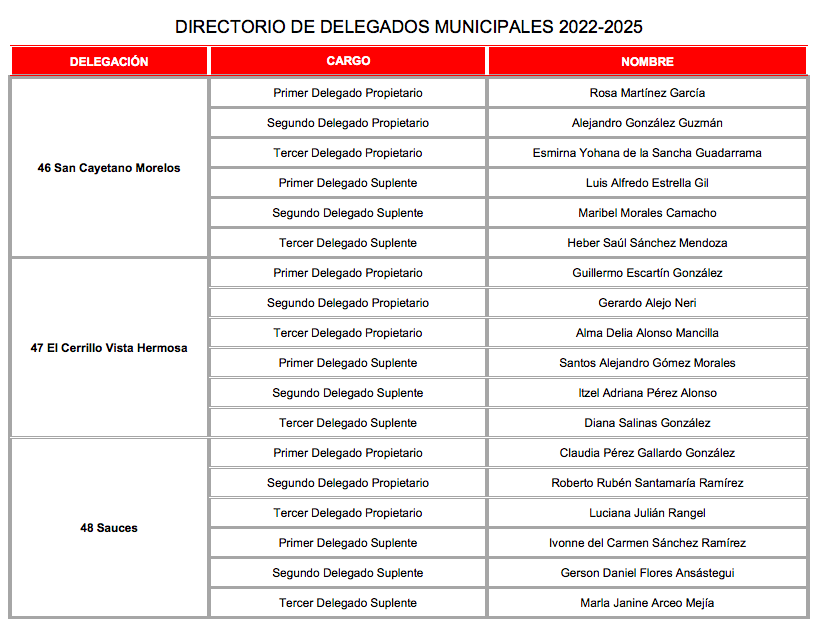 DIRECTORIO DE DELEGADOS MUNICIPALES 2022-2025
DELEGACIÓN CARGO NOMBRE
46 San Cayetano Morelos
Primer Delegado Propietario Rosa Martínez García
Segundo Delegado Propietario Alejandro González Guzmán
Tercer Delegado Propietario Esmirna Yohana de la Sancha Guadarrama
Primer Delegado Suplente Luis Alfredo Estrella Gil
Segundo Delegado Suplente Maribel Morales Camacho
Tercer Delegado Suplente Heber Saúl Sánchez Mendoza
47 El Cerrillo Vista Hermosa
Primer Delegado Propietario Guillermo Escartín González
Segundo Delegado Propietario Gerardo Alejo Neri
Tercer Delegado Propietario Alma Delia Alonso Mancilla
Primer Delegado Suplente Santos Alejandro Gómez Morales
Segundo Delegado Suplente Itzel Adriana Pérez Alonso
Tercer Delegado Suplente Diana Salinas González
48 Sauces
Primer Delegado Propietario Claudia Pérez Gallardo González
Segundo Delegado Propietario Roberto Rubén Santamaría Ramírez
Tercer Delegado Propietario Luciana Julián Rangel
Primer Delegado Suplente Ivonne del Carmen Sánchez Ramírez
Segundo Delegado Suplente Gerson Daniel Flores Ansástegui
Tercer Delegado Suplente Marla Janine Arceo Mejía